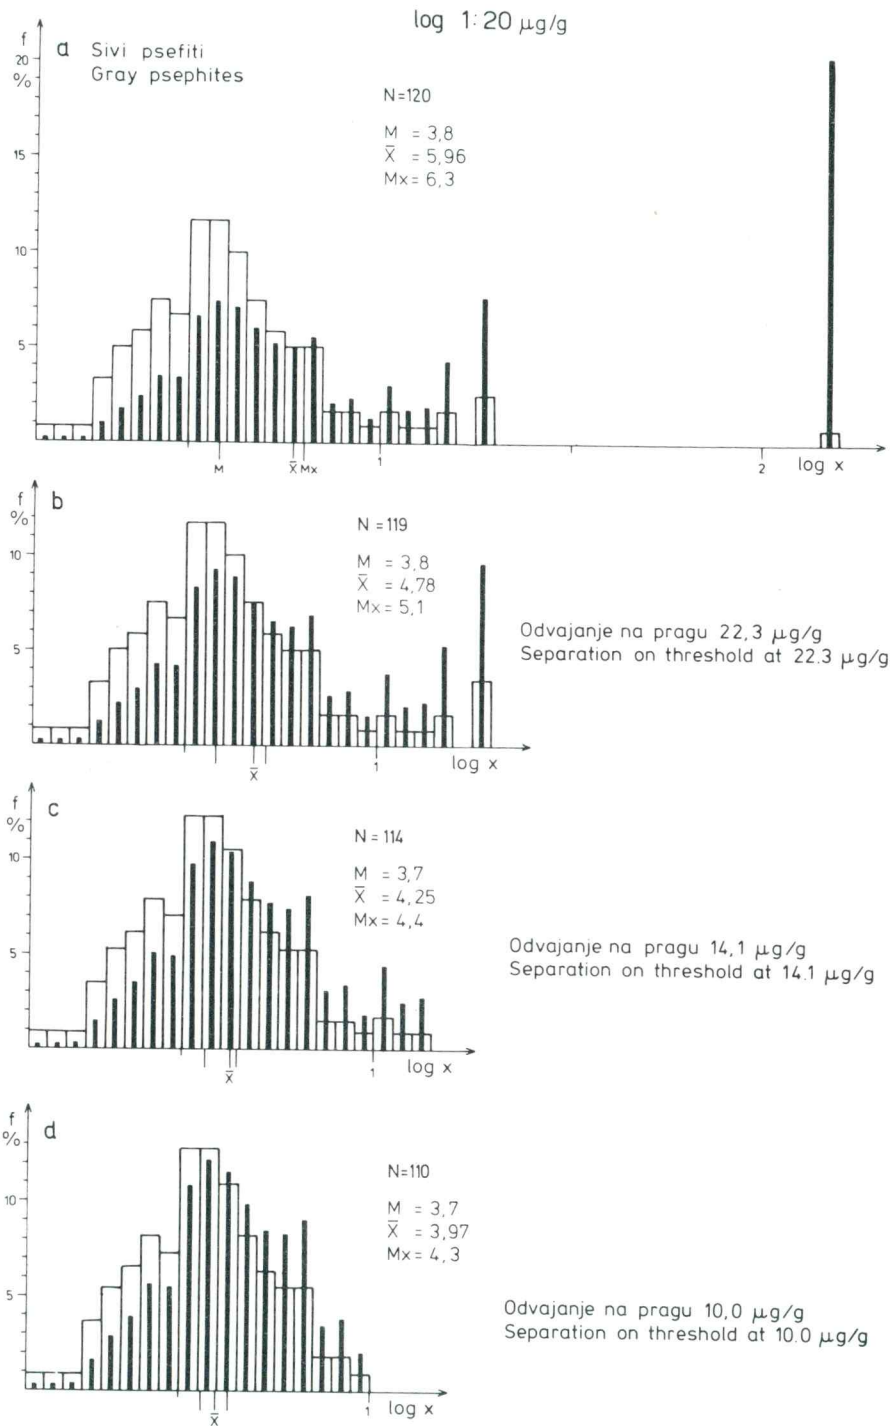 log 1:20 µg/g
f
20
%
a Sivi psefiti
Gray psephites
N=120
M = 3,8
X̅ = 5,96
Mx= 6,3
15
10
5
M X̅ Mx 1 2 log x
f
%
b
N =119
M = 3,8
X̅ = 4,78
Mx= 5,1
10
5
Odvajanje na pragu 22,3 µg/g
Separation on threshold at 22.3 µg/g
X̅ 1 log x
f
%
c
N = 114
M = 3,7
X̅ = 4,25
Mx= 4,4
10
5
Odvajanje na pragu 14,1 µg/g
Separation on threshold at 14.1 µg/g
X̅ 1 log x
f
%
d
N=110
M = 3,7
X̅ = 3,97
Mx= 4,3
10
5
Odvajanje na pragu 10,0 µg/g
Separation on threshold at 10.0 µg/g
X̅ 1 log x